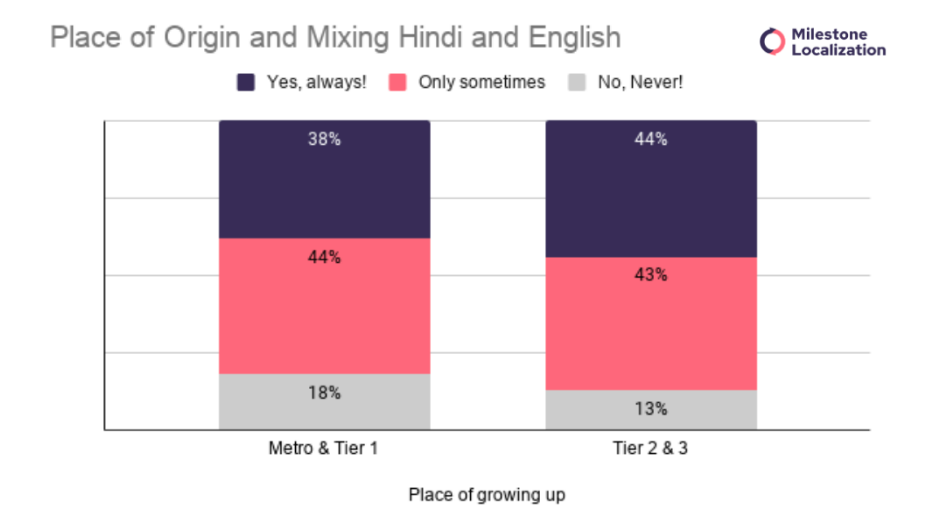 Place of Origin and Mixing Hindi and English
Milestone
Localization
Yes, always! Only sometimes No, Never!
38% 44%
44% 43%
18% 13%
Metro & Tier 1 Tier 2 & 3
Place of growing up